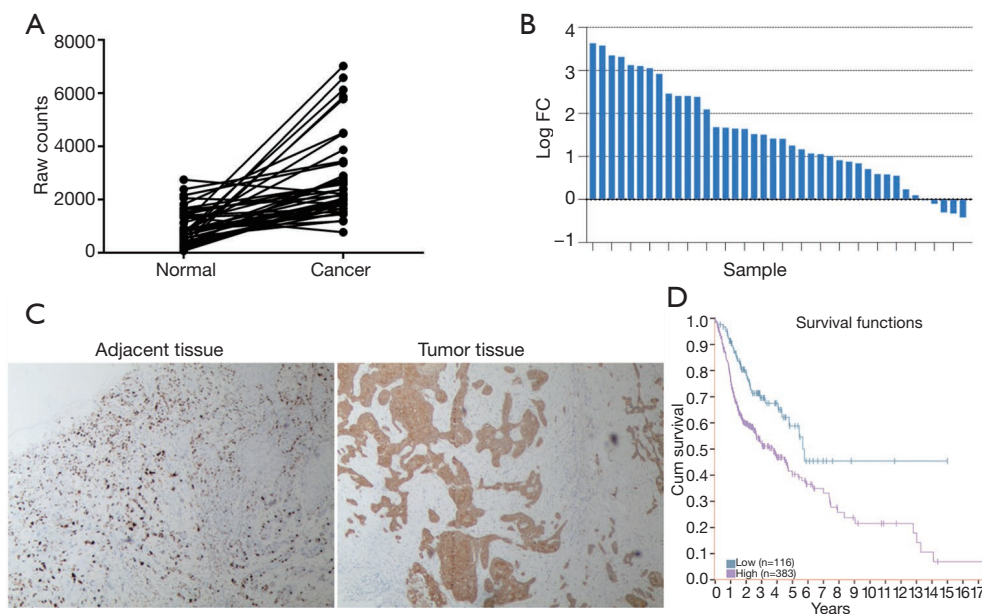 A
8000
6000
4000
2000
0
Raw counts
Normal
Cancer
B
4
3
2
1
0
−1
Log FC
Sample
C
Adjacent tissue
Tumor tissue
D
Survival functions
1.0
0.9
0.8
0.7
0.6
0.5
0.4
0.3
0.2
0.1
0.0
Cum survival
Low (n=116)
High (n=383)
0 1 2 3 4 5 6 7 8 9 10 11 12 13 14 15 16 17
Years